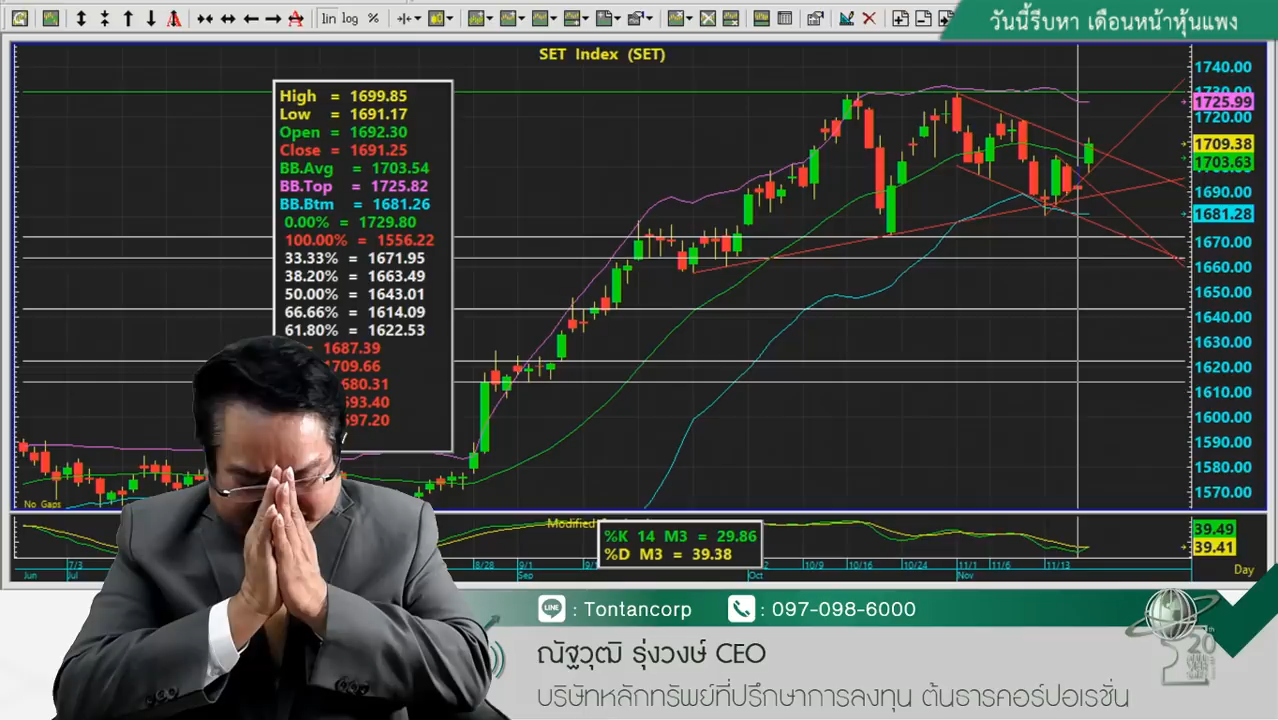 lin log %
วันนี้รีบหา เดือนหน้าหุ้นแพง
SET Index (SET)
High = 1699.85
Low = 1691.17
Open = 1692.30
Close = 1691.25
BB.Avg = 1703.54
BB.Top = 1725.82
BB.Btm = 1681.26
0.00% = 1729.80
100.00% = 1556.22
33.33% = 1671.95
38.20% = 1663.49
50.00% = 1643.01
66.66% = 1614.09
61.80% = 1622.53
1687.39
1709.66
1740.00
1730.00
1725.99
1720.00
1709.38
1703.63
1690.00
1681.28
1670.00
1660.00
1650.00
1640.00
1630.00
1620.00
1610.00
1600.00
1590.00
1580.00
1570.00
No Gaps
%K 14 M3 = 29.86
%D M3 = 39.38
39.49
39.41
Day
7/3 8/28 9/1 10/9 10/16 10/24 11/1 11/6 11/13
Jun Jul Sep Oct Nov
: Tontancorp : 097-098-6000
ณัฐวุฒิ รุ่งวงษ์ CEO
บริษัทหลักทรัพย์ที่ปรึกษาการลงทุน ต้นธารคอร์ปอเรชั่น
20th